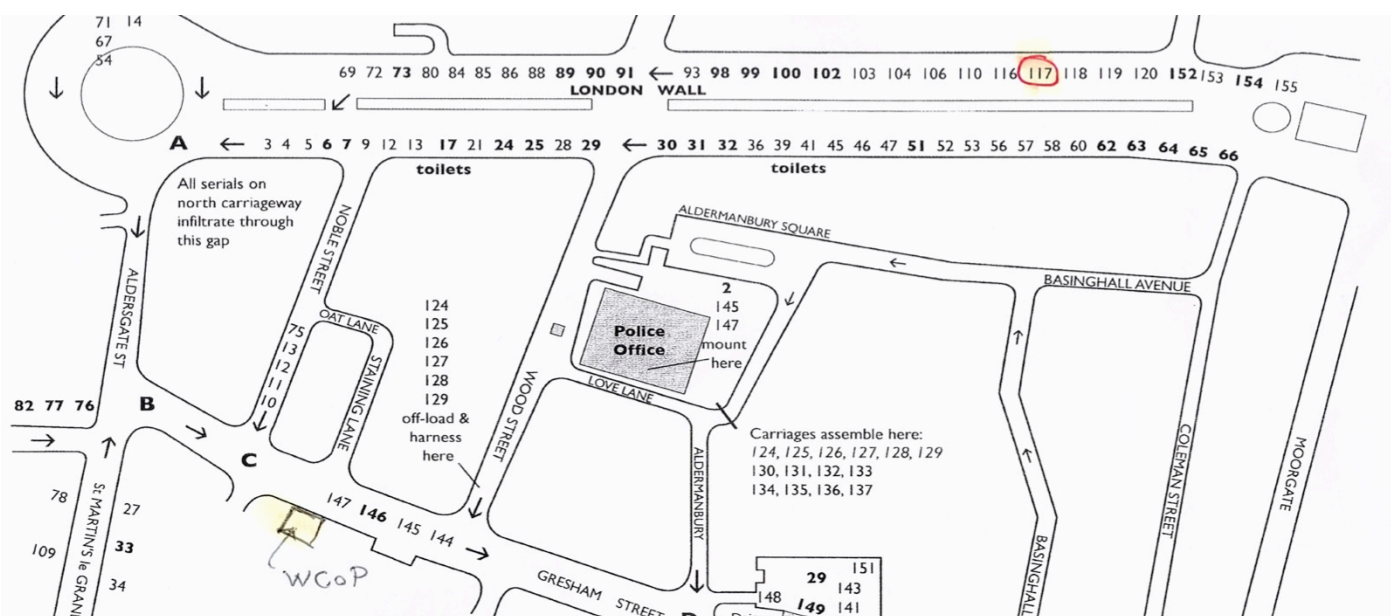 71 14
67
54
69 72 73 80 84 85 86 88 89 90 91 ← 93 98 99 100 102 103 104 106 110 116 117 118 119 120 152 153 154 155
LONDON WALL
A ← 3 4 5 6 7 9 12 13 17 21 24 25 28 29 ← 30 31 32 36 39 41 45 46 47 51 52 53 56 57 58 60 62 63 64 65 66
toilets
toilets
All serials on
north carriageway
infiltrate through
this gap
NOBLE STREET
ALDERMANBURY SQUARE
BASINGHALL AVENUE
ALDERSGATE ST
OAT LANE
STAINING LANE
75
13
12
11
10
124
125
126
127
128
129
off-load &
harness
here
WOOD STREET
2
145
147
mount
here
Police
Office
LOVE LANE
ALDERMANBURY
Carriages assemble here:
124, 125, 126, 127, 128, 129
130, 131, 132, 133
134, 135, 136, 137
COLEMAN STREET
MOORGATE
BASINGHALL
82 77 76
B
C
78
109
St MARTIN'S le GRAN
27
33
34
147 146 145 144
WCoP
GRESHAM STREET
151
29
143
148
149
141